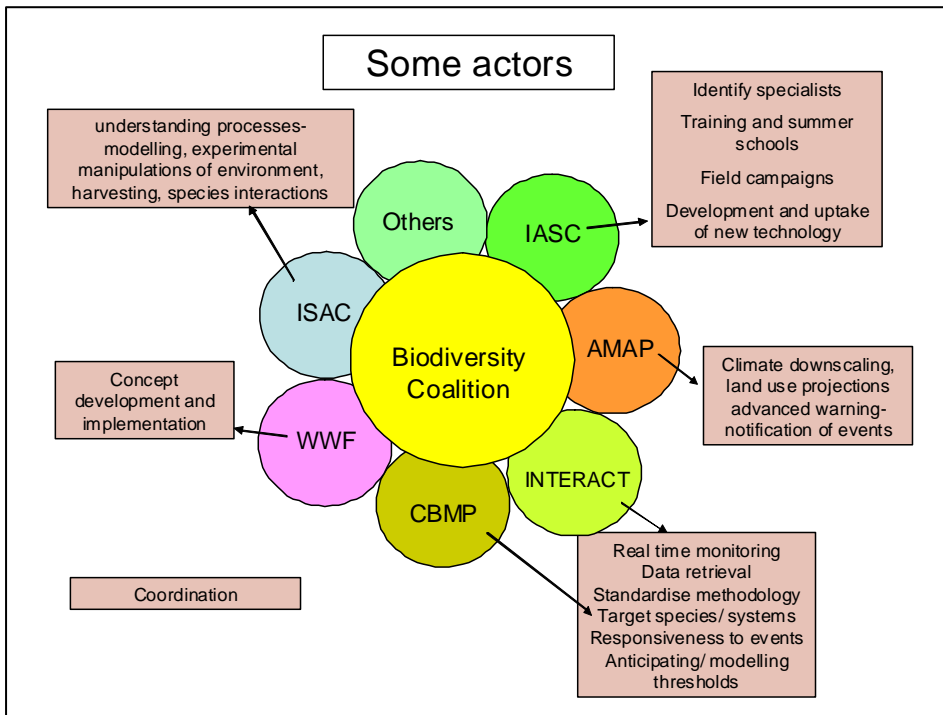 Some actors
understanding processes-
modelling, experimental
manipulations of environment,
harvesting, species interactions
Identify specialists
Training and summer
schools
Field campaigns
Development and uptake
of new technology
Others
IASC
ISAC
AMAP
Biodiversity
Coalition
Climate downscaling,
land use projections
advanced warning-
notification of events
Concept
development and
implementation
WWF
INTERACT
CBMP
Real time monitoring
Data retrieval
Standardise methodology
Target species/ systems
Responsiveness to events
Anticipating/ modelling
thresholds
Coordination